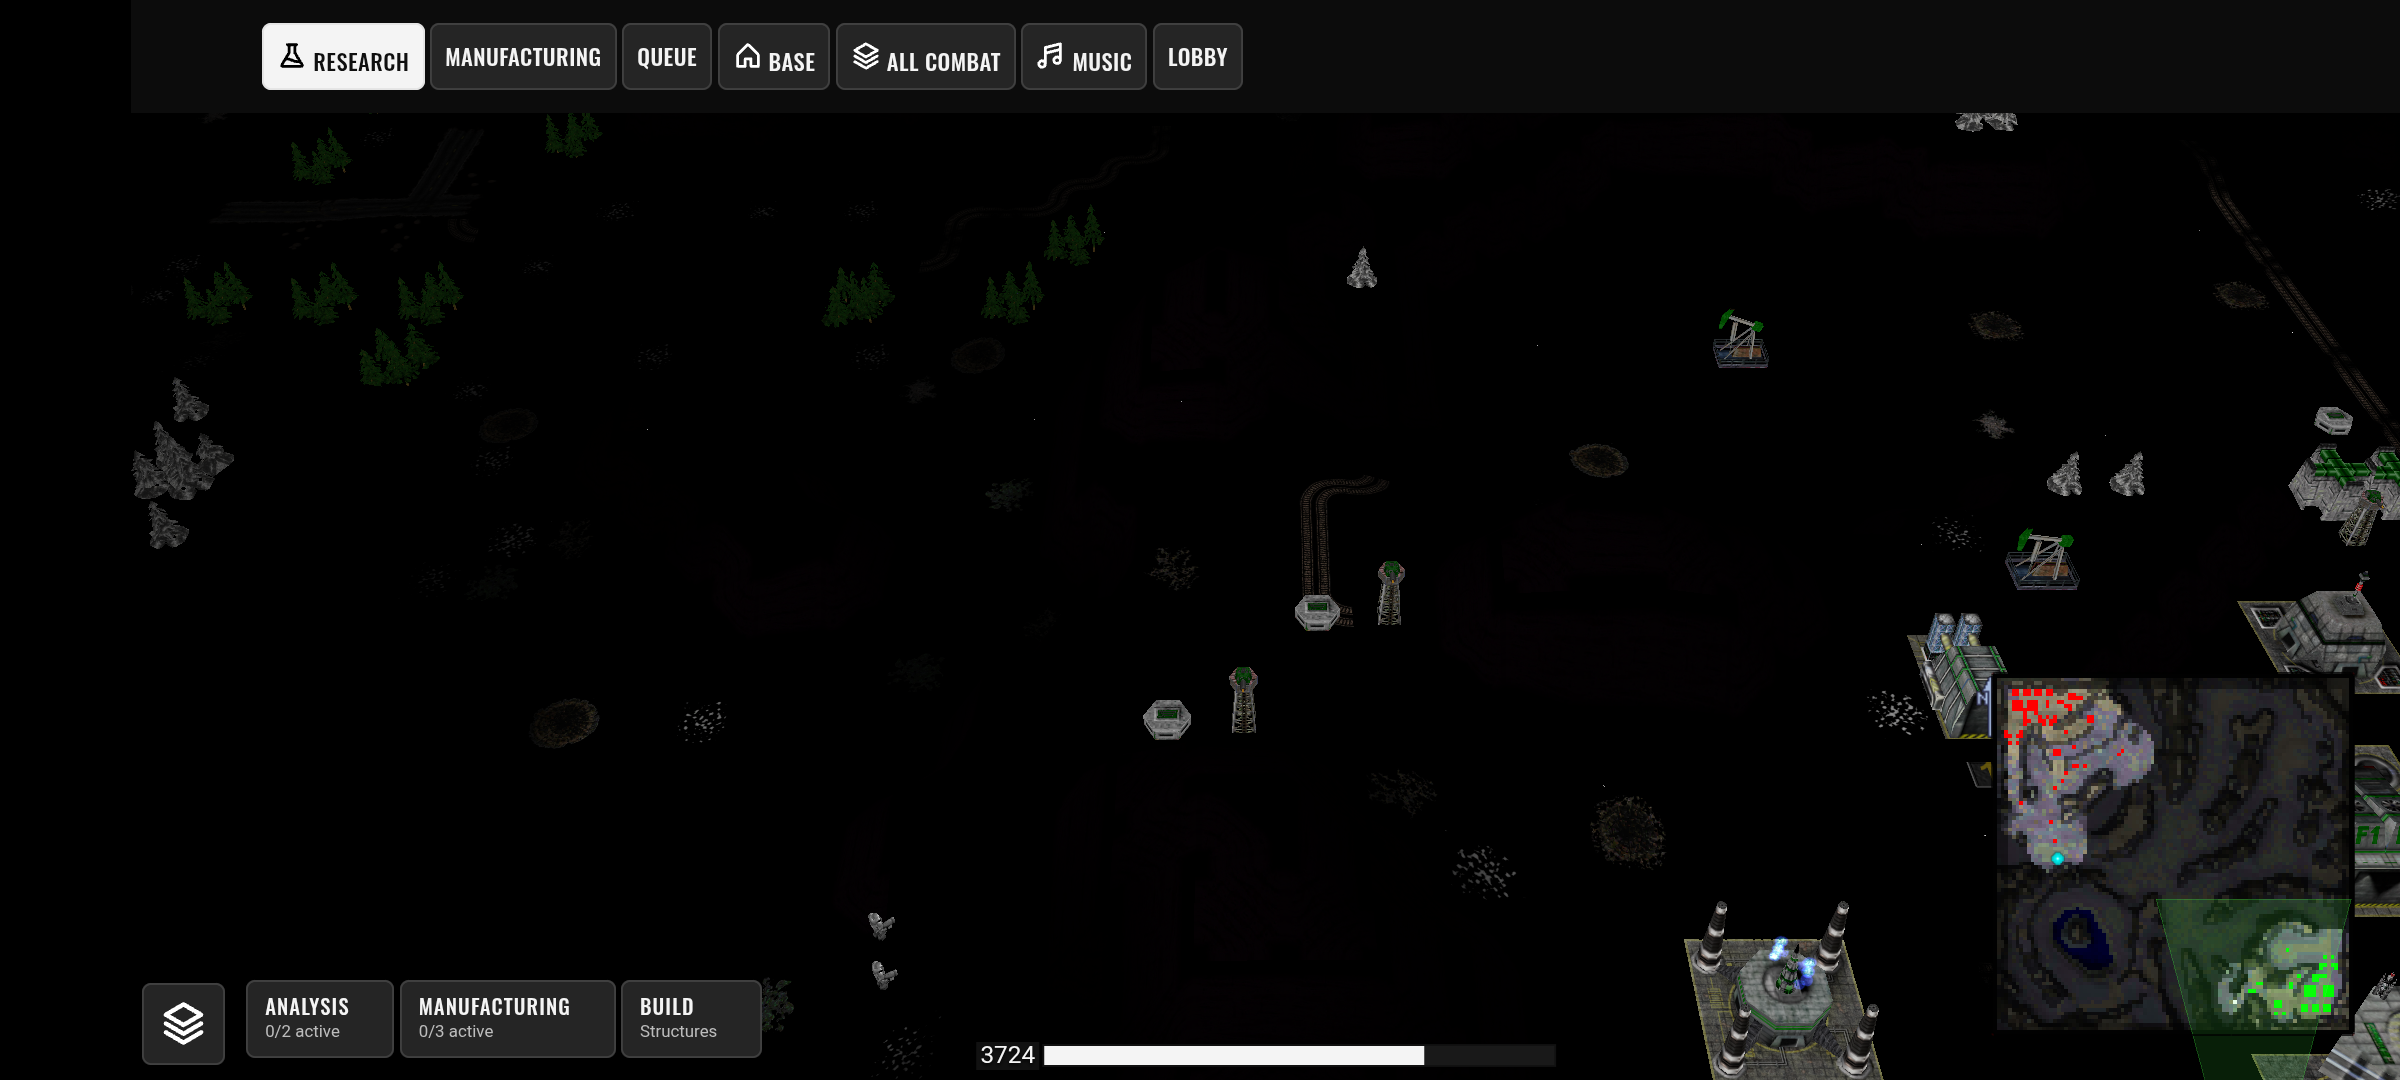 RESEARCH
MANUFACTURING
QUEUE
BASE
ALL COMBAT
MUSIC
LOBBY
N
F1
ANALYSIS
0/2 active
MANUFACTURING
0/3 active
BUILD
Structures
3724